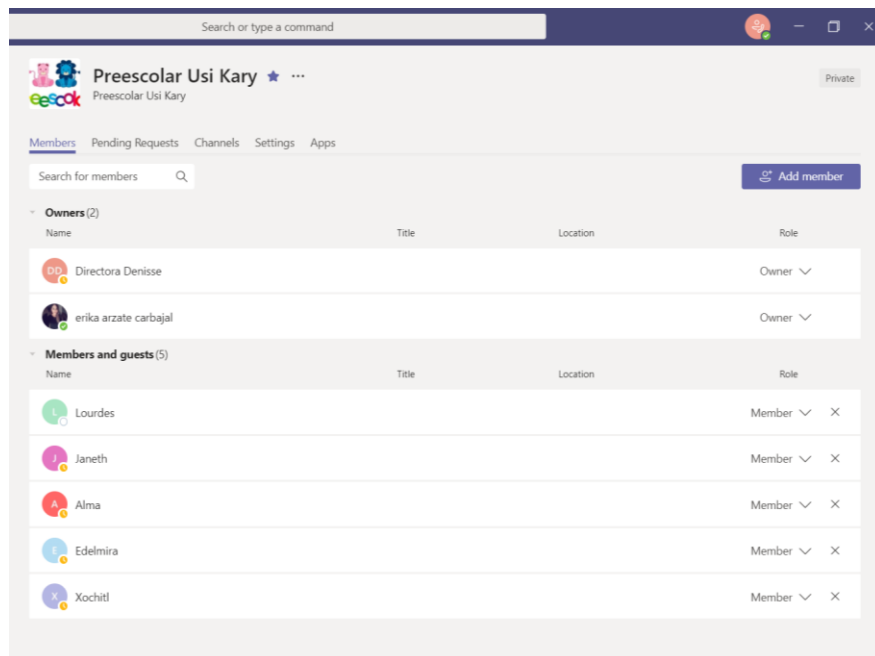 Search or type a command
Preescolar Usi Kary
Private
eescok
Preescolar Usi Kary
Members Pending Requests Channels Settings Apps
Search for members Add member
Owners (2)
Name Title Location Role
DD Directora Denisse Owner
erika arzate carbajal Owner
Members and guests (5)
Name Title Location Role
L Lourdes Member
J Janeth Member
A Alma Member
E Edelmira Member
X Xochitl Member